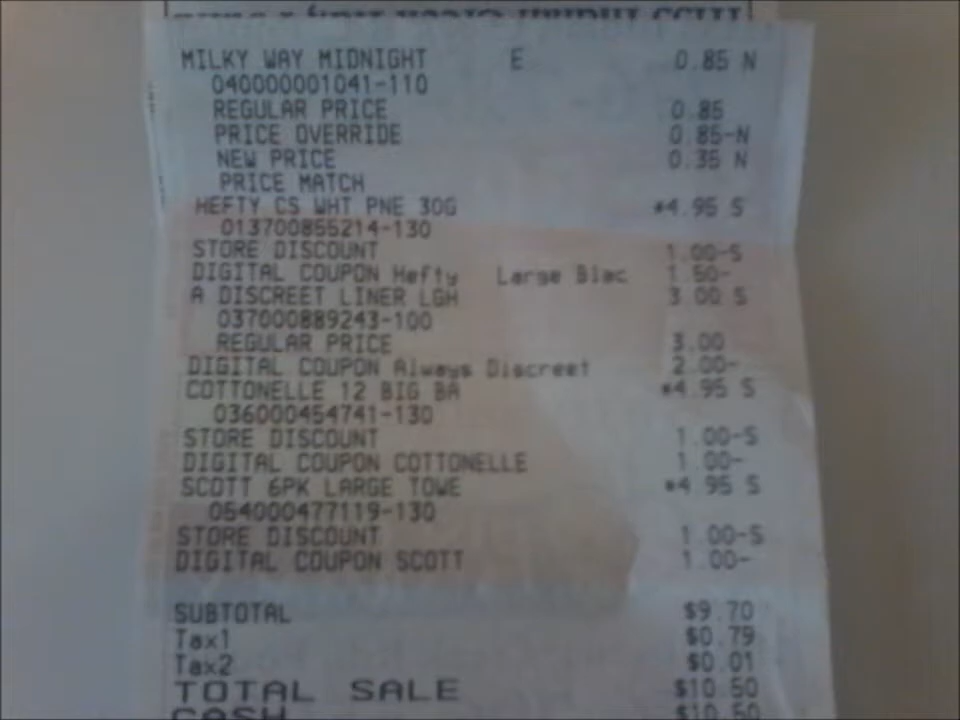 MILKY WAY MIDNIGHT E 0.85 N
040000001041-110
REGULAR PRICE 0.85
PRICE OVERRIDE 0.85-N
NEW PRICE 0.35 N
PRICE MATCH
HEFTY CS WHT PNE 30G *4.95 S
013700855214-130
STORE DISCOUNT 1.00-S
DIGITAL COUPON Hefty Large Blac 1.50-
A DISCREET LINER LGH 3.00 S
037000889243-100
REGULAR PRICE 3.00
DIGITAL COUPON Always Discreet 2.00-
COTTONELLE 12 BIG BA *4.95 S
036000454741-130
STORE DISCOUNT 1.00-S
DIGITAL COUPON COTTONELLE 1.00-
SCOTT 6PK LARGE TOWE *4.95 S
054000477119-130
STORE DISCOUNT 1.00-S
DIGITAL COUPON SCOTT 1.00-
SUBTOTAL $9.70
Tax1 $0.79
Tax2 $0.01
TOTAL SALE $10.50
CASH $10.50